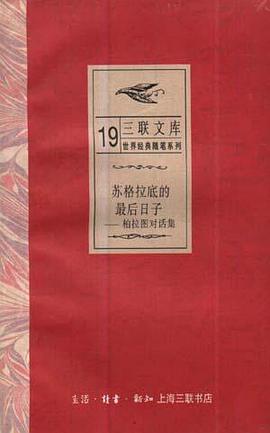 19
三联文库
世界经典随笔系列
苏格拉底的
最后日子
——柏拉图对话集
生活·读书·新知 上海三联书店